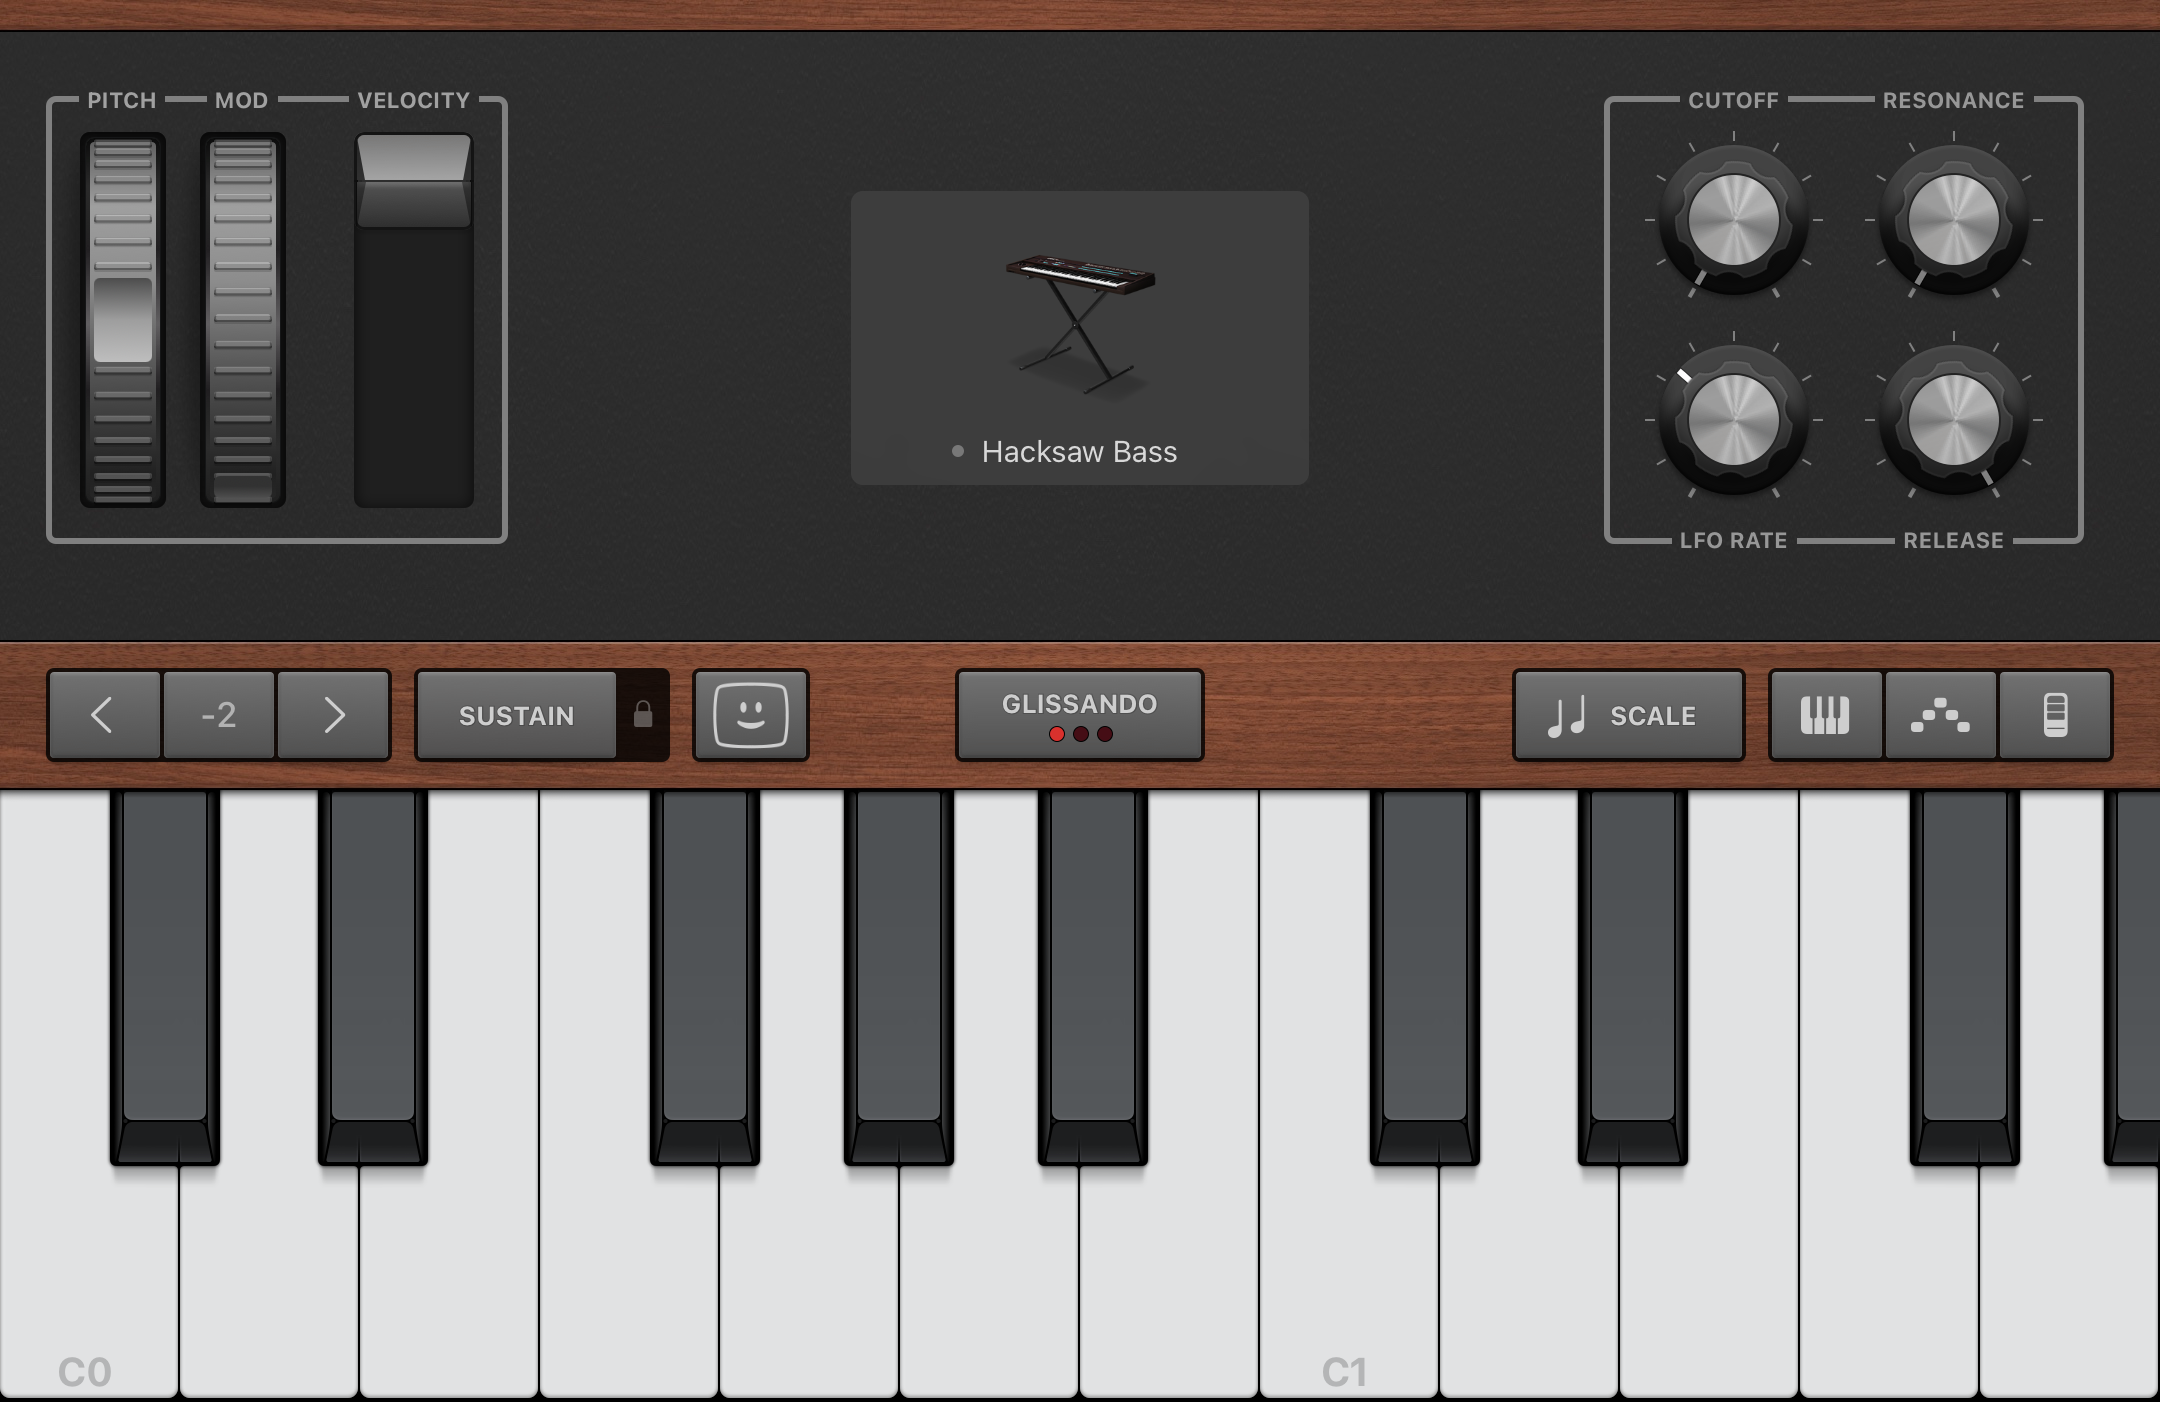 PITCH MOD VELOCITY
CUTOFF RESONANCE
Hacksaw Bass
LFO RATE RELEASE
-2
SUSTAIN
GLISSANDO
SCALE
C0
C1